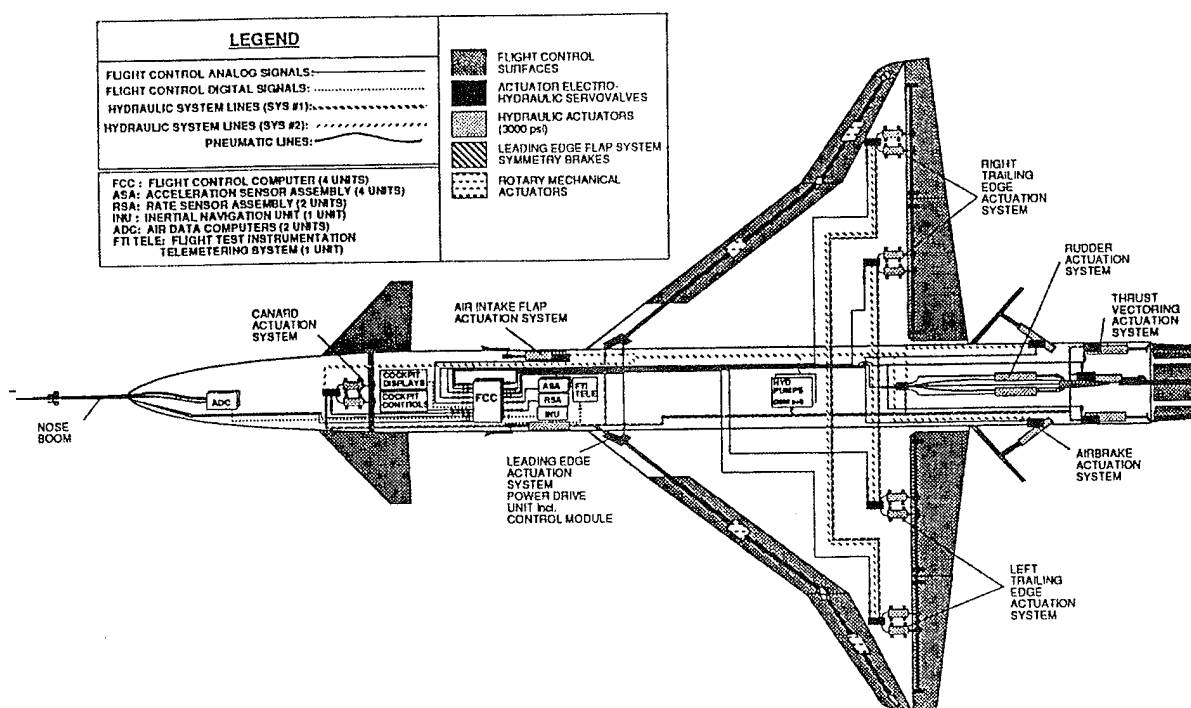 LEGEND
FLIGHT CONTROL ANALOG SIGNALS:
FLIGHT CONTROL DIGITAL SIGNALS:
HYDRAULIC SYSTEM LINES (SYS #1):
HYDRAULIC SYSTEM LINES (SYS #2):
PNEUMATIC LINES:
FCC : FLIGHT CONTROL COMPUTER (4 UNITS)
ASA: ACCELERATION SENSOR ASSEMBLY (4 UNITS)
RSA: RATE SENSOR ASSEMBLY (2 UNITS)
INU : INERTIAL NAVIGATION UNIT (1 UNIT)
ADC: AIR DATA COMPUTERS (2 UNITS)
FTI TELE: FLIGHT TEST INSTRUMENTATION
TELEMETERING SYSTEM (1 UNIT)
FLIGHT CONTROL
SURFACES
ACTUATOR ELECTRO-
HYDRAULIC SERVOVALVES
HYDRAULIC ACTUATORS
(3000 psi)
LEADING EDGE FLAP SYSTEM
SYMMETRY BRAKES
ROTARY MECHANICAL
ACTUATORS
RIGHT
TRAILING
EDGE
ACTUATION
SYSTEM
RUDDER
ACTUATION
SYSTEM
THRUST
VECTORING
ACTUATION
SYSTEM
CANARD
ACTUATION
SYSTEM
AIR INTAKE FLAP
ACTUATION SYSTEM
COCKPIT
DISPLAYS
COCKPIT
CONTROLS
FCC
ASA
RSA
INU
FTI
TELE
HYD
PUMPS
ADC
NOSE
BOOM
LEADING EDGE
ACTUATION
SYSTEM
POWER DRIVE
UNIT Incl.
CONTROL MODULE
AIRBRAKE
ACTUATION
SYSTEM
LEFT
TRAILING
EDGE
ACTUATION
SYSTEM